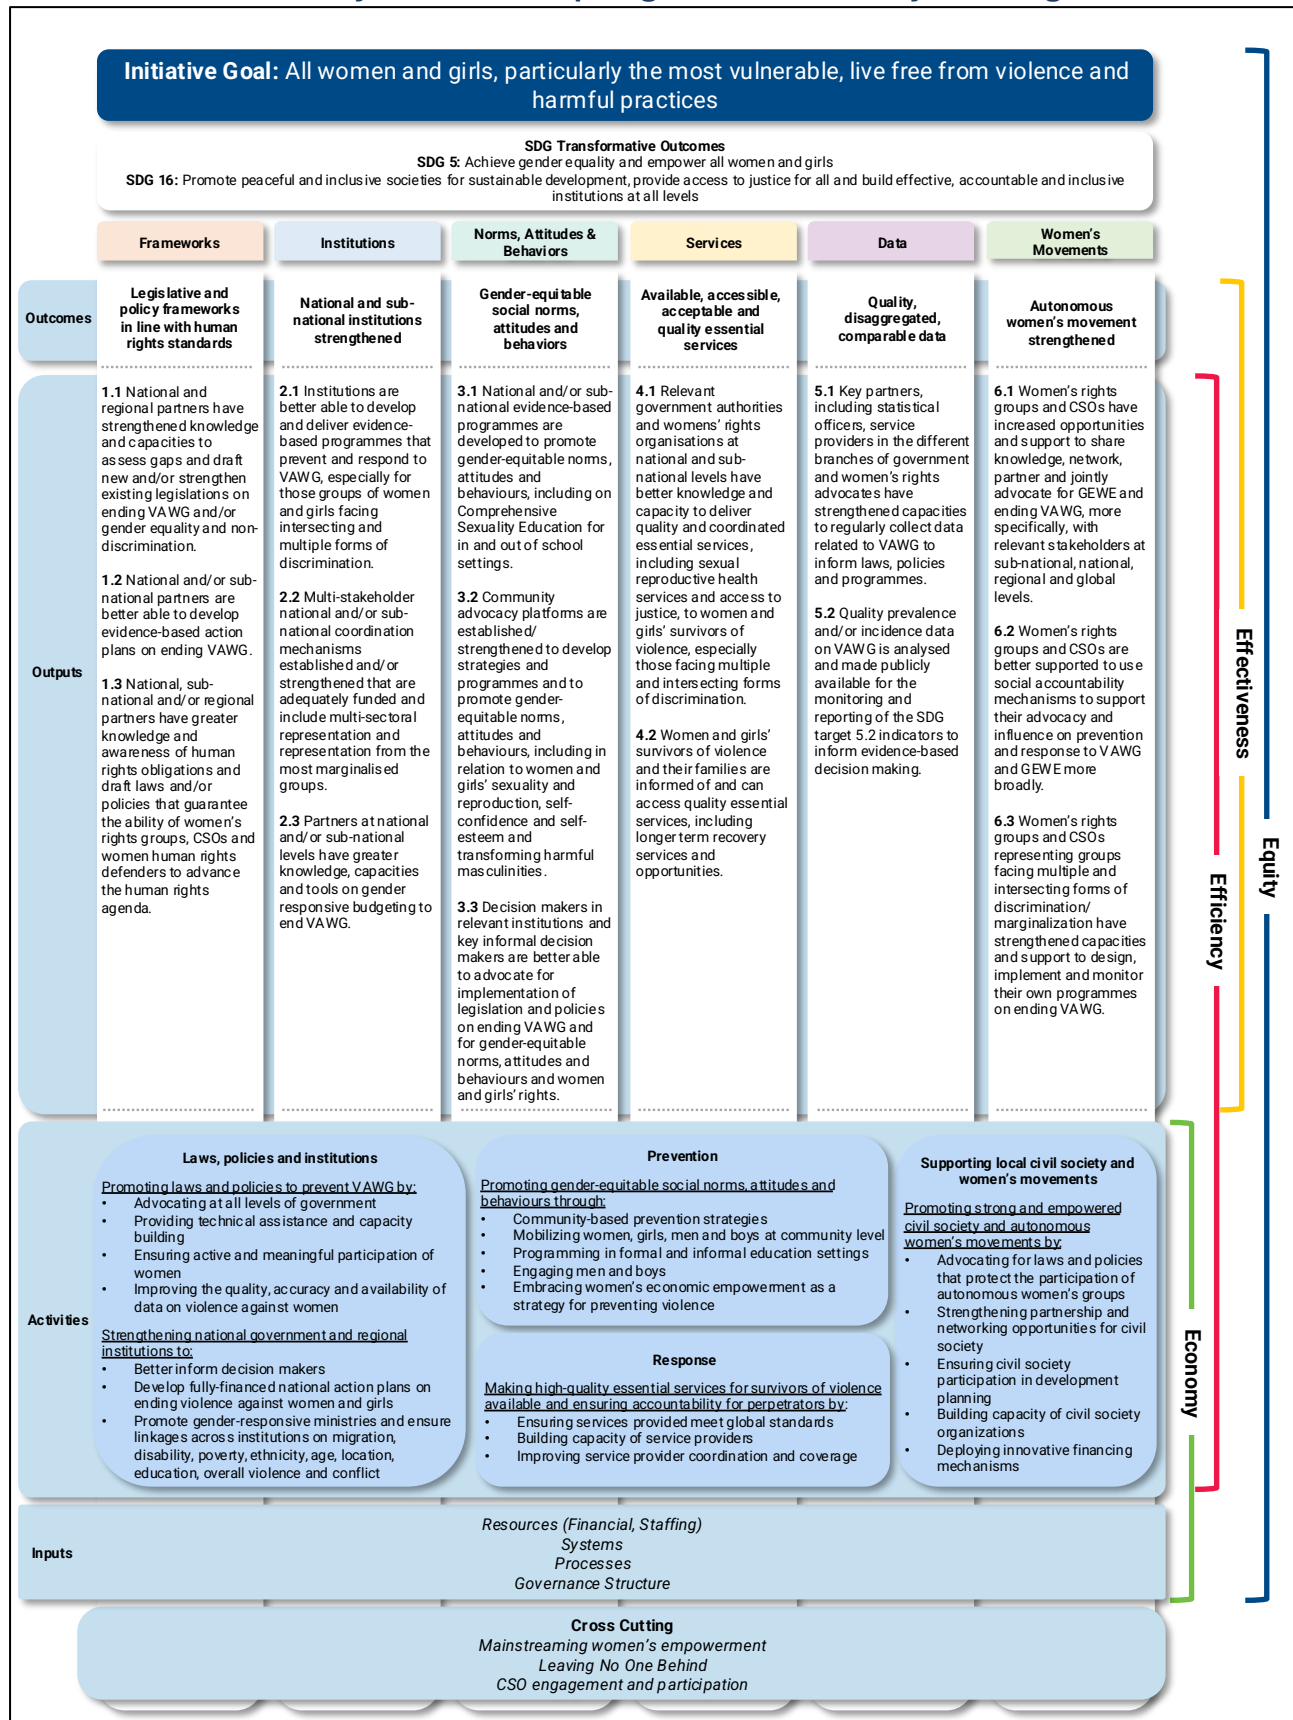 Initiative Goal: All women and girls, particularly the most vulnerable, live free from violence and
harmful practices
SDG Transformative Outcomes
SDG 5: Achieve gender equality and empower all women and girls
SDG 16: Promote peaceful and inclusive societies for sustainable development, provide access to justice for all and build effective, accountable and inclusive
institutions at all levels
Frameworks
Institutions
Norms, Attitudes &
Behaviors
Services
Data
Women's
Movements
Outcomes
Legislative and
policy frameworks
in line with human
rights standards
National and sub-
national institutions
strengthened
Gender-equitable
social norms,
attitudes and
behaviors
Available, accessible,
acceptable and
quality essential
services
Quality,
disaggregated,
comparable data
Autonomous
women's movement
strengthened
Outputs
1.1 National and
regional partners have
strengthened knowledge
and capacities to
assess gaps and draft
new and/or strengthen
existing legislations on
ending VAWG and/or
gender equality and non-
discrimination.
1.2 National and/or sub-
national partners are
better able to develop
evidence-based action
plans on ending VAWG.
1.3 National, sub-
national and/or regional
partners have greater
knowledge and
awareness of human
rights obligations and
draft laws and/or
policies that guarantee
the ability of women's
rights groups, CSOs and
women human rights
defenders to advance
the human rights
agenda.
2.1 Institutions are
better able to develop
and deliver evidence-
based programmes that
prevent and respond to
VAWG, especially for
those groups of women
and girls facing
intersecting and
multiple forms of
discrimination.
2.2 Multi-stakeholder
national and/or sub-
national coordination
mechanisms
established and/or
strengthened that are
adequately funded and
include multi-sectoral
representation and
representation from the
most marginalised
groups.
2.3 Partners at national
and/or sub-national
levels have greater
knowledge, capacities
and tools on gender
responsive budgeting to
end VAWG.
3.1 National and/or sub-
national evidence-based
programmes are
developed to promote
gender-equitable norms,
attitudes and
behaviours, including on
Comprehensive
Sexuality Education for
in and out of school
settings.
3.2 Community
advocacy platforms are
established/
strengthened to develop
strategies and
programmes and to
promote gender-
equitable norms,
attitudes and
behaviours, including in
relation to women and
girls' sexuality and
reproduction, self-
confidence and self-
esteem and
transforming harmful
masculinities.
3.3 Decision makers in
relevant institutions and
key informal decision
makers are better able
to advocate for
implementation of
legislation and policies
on ending VAWG and
for gender-equitable
norms, attitudes and
behaviours and women
and girls' rights.
4.1 Relevant
government authorities
and womens' rights
organisations at
national and sub-
national levels have
better knowledge and
capacity to deliver
quality and coordinated
essential services,
including sexual
reproductive health
services and access to
justice, to women and
girls' survivors of
violence, especially
those facing multiple
and intersecting forms
of discrimination.
4.2 Women and girls'
survivors of violence
and their families are
informed of and can
access quality essential
services, including
longer term recovery
services and
opportunities.
5.1 Key partners,
including statistical
officers, service
providers in the different
branches of government
and women's rights
advocates have
strengthened capacities
to regularly collect data
related to VAWG to
inform laws, policies
and programmes.
5.2 Quality prevalence
and/or incidence data
on VAWG is analysed
and made publicly
available for the
monitoring and
reporting of the SDG
target 5.2 indicators to
inform evidence-based
decision making.
6.1 Women's rights
groups and CSOs have
increased opportunities
and support to share
knowledge, network,
partner and jointly
advocate for GEWE and
ending VAWG, more
specifically, with
relevant stakeholders at
sub-national, national,
regional and global
levels.
6.2 Women's rights
groups and CSOs are
better supported to use
social accountability
mechanisms to support
their advocacy and
influence on prevention
and response to VAWG
and GEWE more
broadly.
6.3 Women's rights
groups and CSOs
representing groups
facing multiple and
intersecting forms of
discrimination/
marginalization have
strengthened capacities
and support to design,
implement and monitor
their own programmes
on ending VAWG.
Activities
Laws, policies and institutions
Promoting laws and policies to prevent VAWG by:
• Advocating at all levels of government
• Providing technical assistance and capacity
building
• Ensuring active and meaningful participation of
women
• Improving the quality, accuracy and availability of
data on violence against women
Strengthening national government and regional
institutions to:
• Better inform decision makers
• Develop fully-financed national action plans on
ending violence against women and girls
• Promote gender-responsive ministries and ensure
linkages across institutions on migration,
disability, poverty, ethnicity, age, location,
education, overall violence and conflict
Prevention
Promoting gender-equitable social norms, attitudes and
behaviours through:
• Community-based prevention strategies
• Mobilizing women, girls, men and boys at community level
• Programming in formal and informal education settings
• Engaging men and boys
• Embracing women's economic empowerment as a
strategy for preventing violence
Response
Making high-quality essential services for survivors of violence
available and ensuring accountability for perpetrators by:
• Ensuring services provided meet global standards
• Building capacity of service providers
• Improving service provider coordination and coverage
Supporting local civil society and
women's movements
Promoting strong and empowered
civil society and autonomous
women's movements by:
• Advocating for laws and policies
that protect the participation of
autonomous women's groups
• Strengthening partnership and
networking opportunities for civil
society
• Ensuring civil society
participation in development
planning
• Building capacity of civil society
organizations
• Deploying innovative financing
mechanisms
Inputs
Resources (Financial, Staffing)
Systems
Processes
Governance Structure
Cross Cutting
Mainstreaming women's empowerment
Leaving No One Behind
CSO engagement and participation
Effectiveness
Efficiency
Economy
Equity